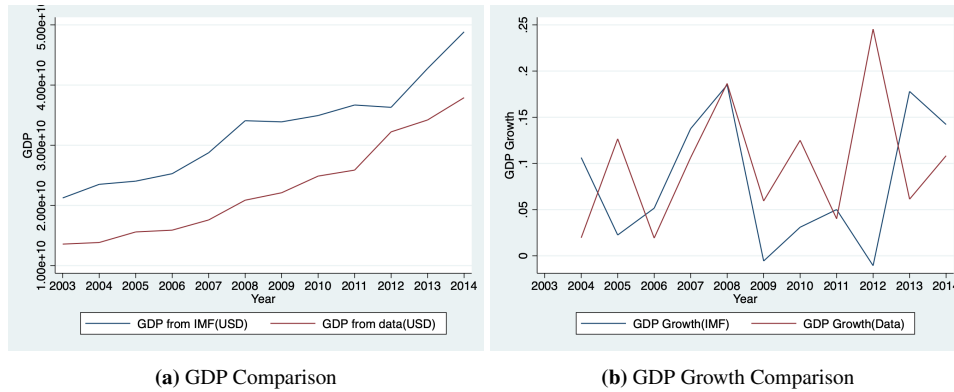 5.00e+10
4.00e+10
3.00e+10
2.00e+10
1.00e+10
GDP
2003 2004 2005 2006 2007 2008 2009 2010 2011 2012 2013 2014
Year
GDP from IMF(USD) GDP from data(USD)
(a) GDP Comparison
.25
.2
.15
.1
.05
0
GDP Growth
2003 2004 2005 2006 2007 2008 2009 2010 2011 2012 2013 2014
Year
GDP Growth(IMF) GDP Growth(Data)
(b) GDP Growth Comparison